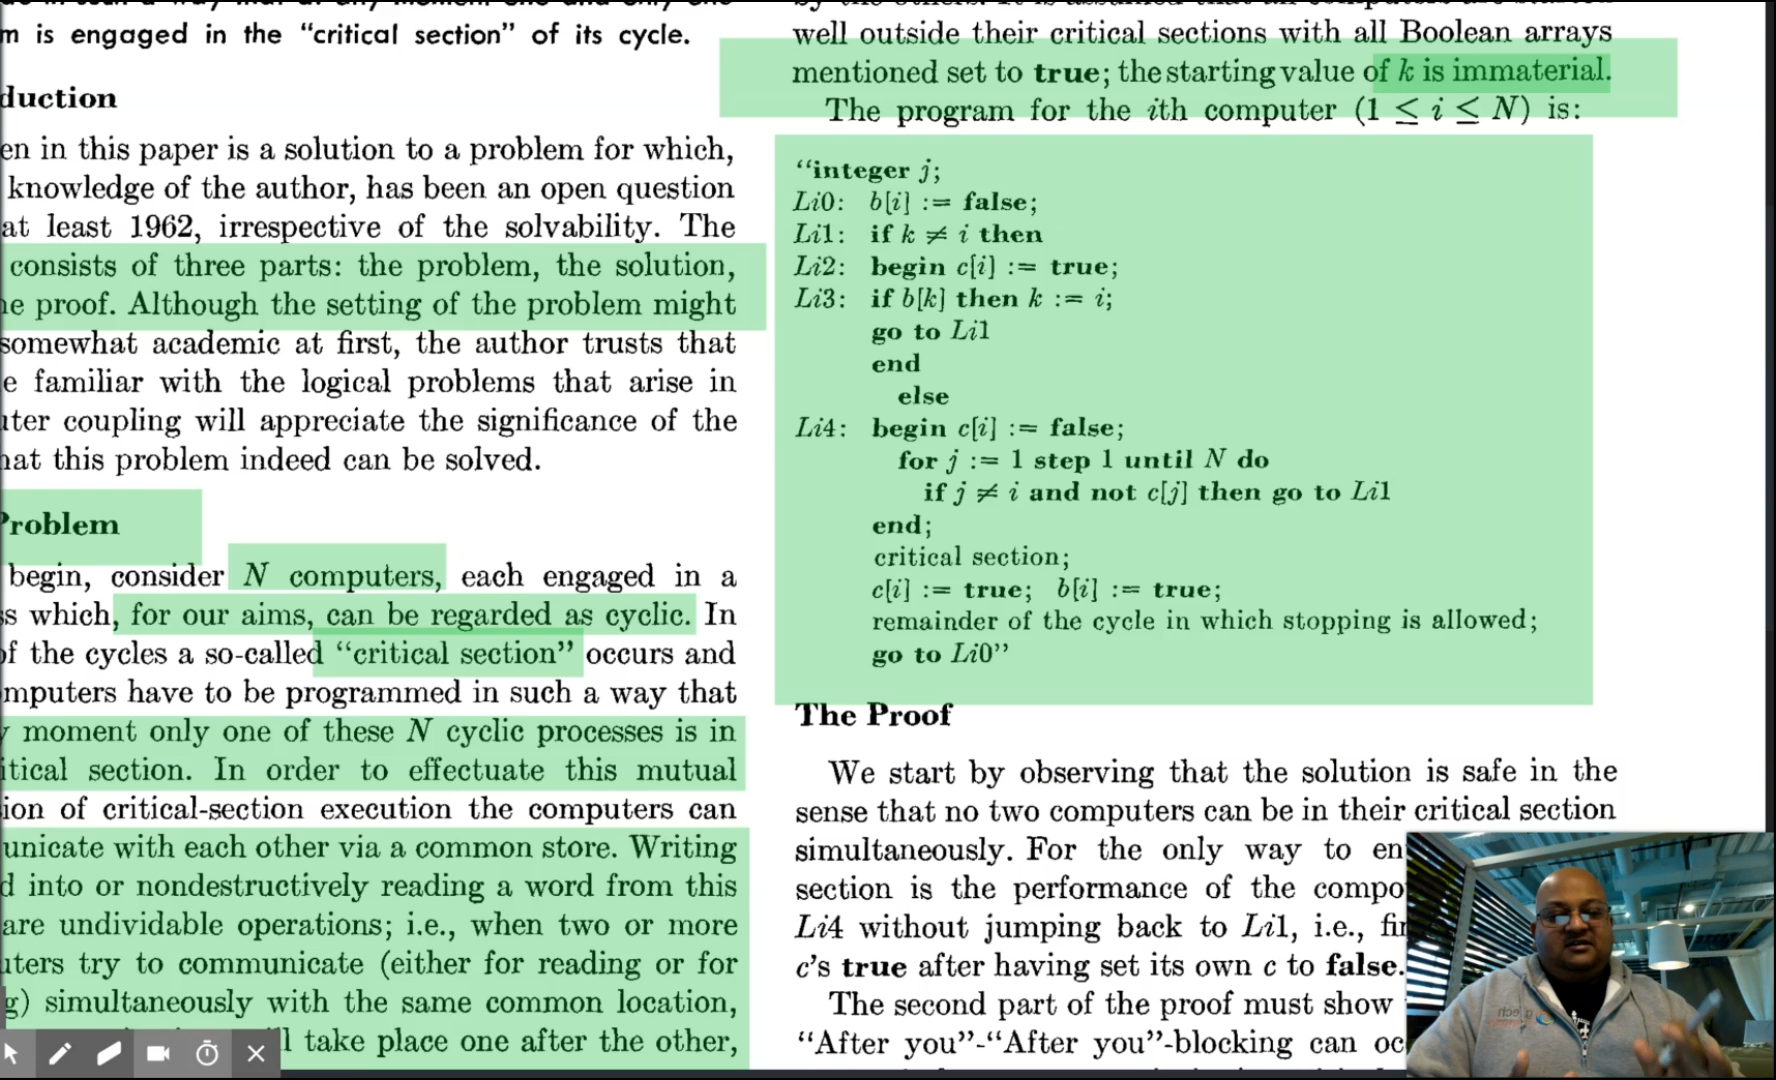 m is engaged in the “critical section” of its cycle.
duction
en in this paper is a solution to a problem for which,
knowledge of the author, has been an open question
at least 1962, irrespective of the solvability. The
consists of three parts: the problem, the solution,
e proof. Although the setting of the problem might
somewhat academic at first, the author trusts that
e familiar with the logical problems that arise in
ter coupling will appreciate the significance of the
hat this problem indeed can be solved.
Problem
begin, consider N computers, each engaged in a
s which, for our aims, can be regarded as cyclic. In
of the cycles a so-called “critical section” occurs and
mputers have to be programmed in such a way that
y moment only one of these N cyclic processes is in
itical section. In order to effectuate this mutual
ion of critical-section execution the computers can
unicate with each other via a common store. Writing
d into or nondestructively reading a word from this
are undividable operations; i.e., when two or more
uters try to communicate (either for reading or for
g) simultaneously with the same common location,
l take place one after the other,
well outside their critical sections with all Boolean arrays
mentioned set to true; the starting value of k is immaterial.
The program for the ith computer (1 ≤ i ≤ N) is:
“integer j;
Li0: b[i] := false;
Li1: if k ≠ i then
Li2: begin c[i] := true;
Li3: if b[k] then k := i;
go to Li1
end
else
Li4: begin c[i] := false;
for j := 1 step 1 until N do
if j ≠ i and not c[j] then go to Li1
end;
critical section;
c[i] := true; b[i] := true;
remainder of the cycle in which stopping is allowed;
go to Li0”
The Proof
We start by observing that the solution is safe in the
sense that no two computers can be in their critical section
simultaneously. For the only way to en
section is the performance of the compo
Li4 without jumping back to Li1, i.e., fi
c’s true after having set its own c to false.
The second part of the proof must show
“After you”-“After you”-blocking can oc